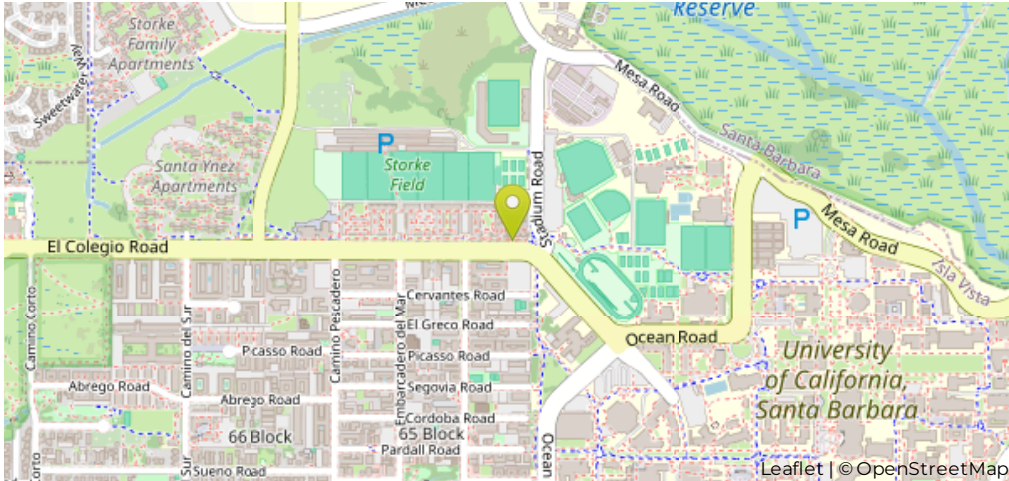 Reserve
Storke
Family
Apartments
Sweetwater Way
Mesa Road
Santa Barbara
P
Storke
Field
Santa Ynez
Apartments
Stadium Road
P
Mesa Road
El Colegio Road
Isla Vista
Camino Corto
Camino del Sur
Camino Pescadero
Embarcadero del Mar
Cervantes Road
El Greco Road
Picasso Road
Picasso Road
Ocean Road
University
of California,
Santa Barbara
Abrego Road
Segovia Road
Abrego Road
Cordoba Road
66 Block
65 Block
Pardall Road
Ocean
Corto
Sur
Sueno Road
Leaflet | © OpenStreetMap